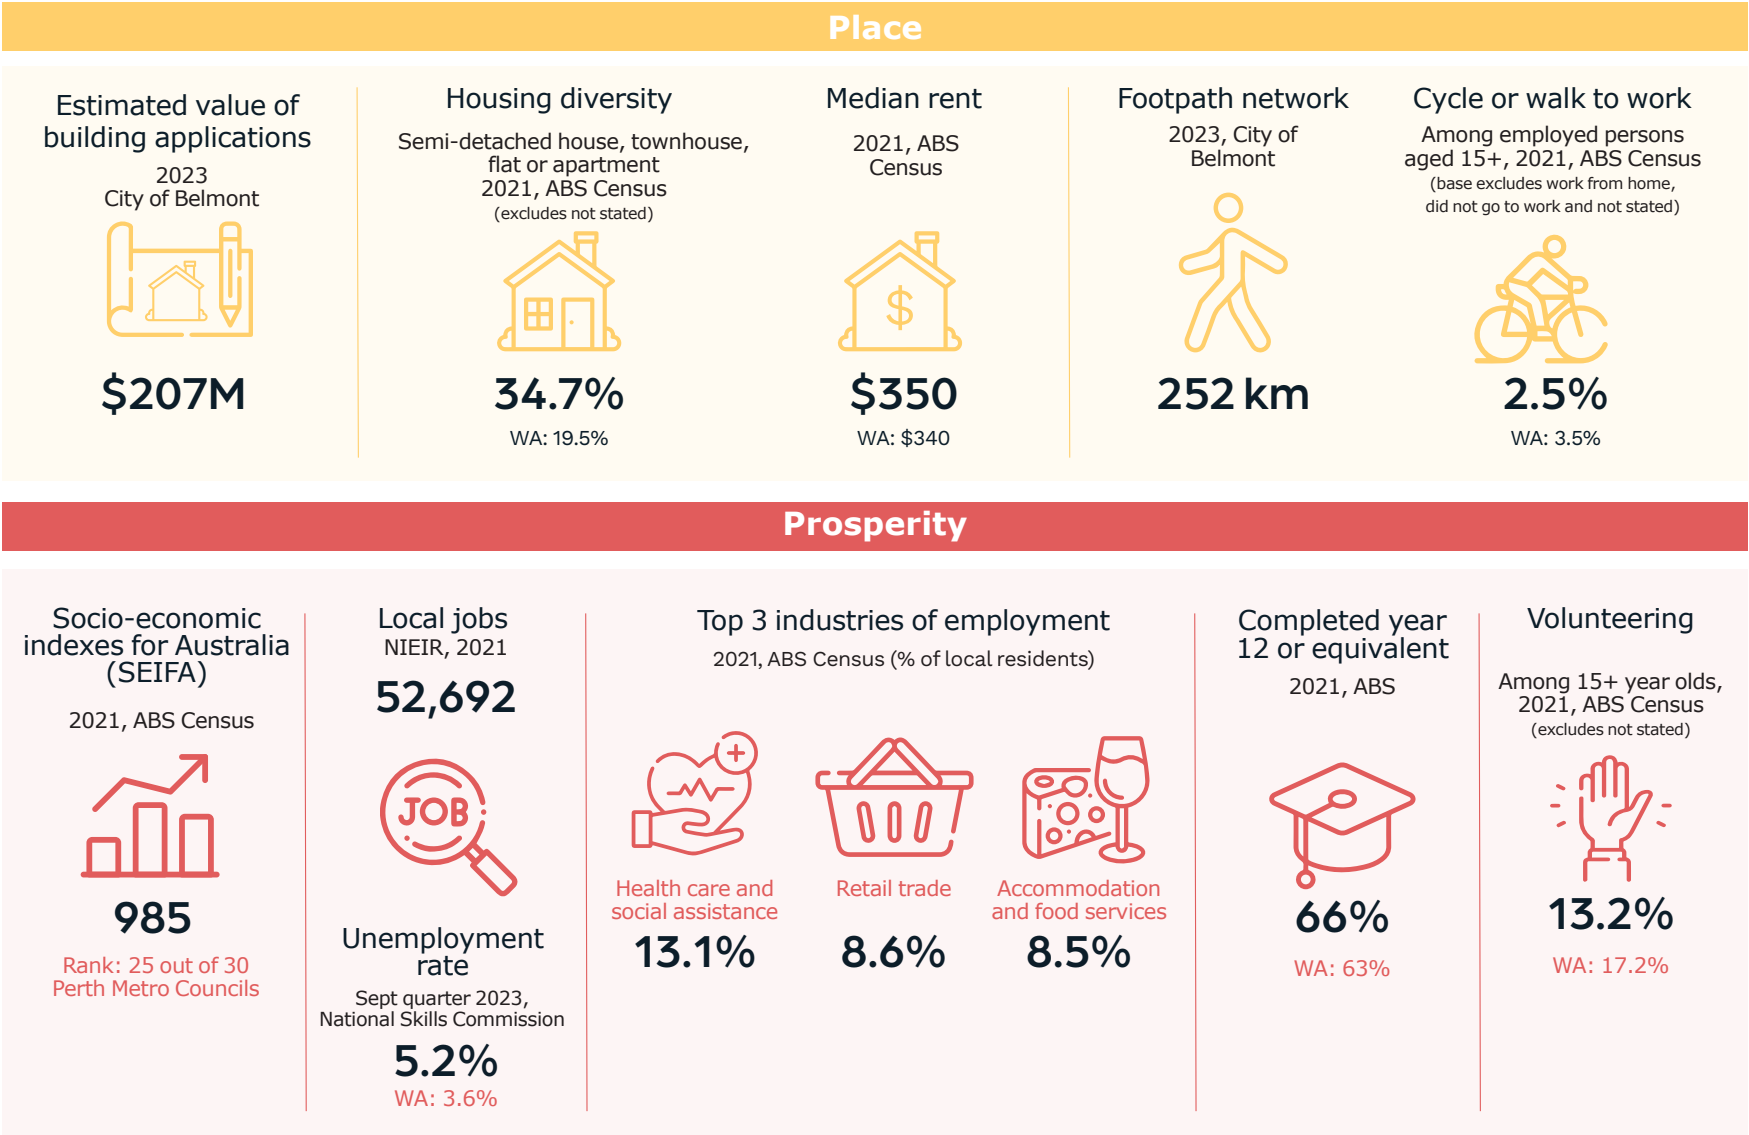 Place
Estimated value of
building applications
2023
City of Belmont
$207M
Housing diversity
Semi-detached house, townhouse,
flat or apartment
2021, ABS Census
(excludes not stated)
34.7%
WA: 19.5%
Median rent
2021, ABS
Census
$
$350
WA: $340
Footpath network
2023, City of
Belmont
252 km
Cycle or walk to work
Among employed persons
aged 15+, 2021, ABS Census
(base excludes work from home,
did not go to work and not stated)
2.5%
WA: 3.5%
Prosperity
Socio-economic
indexes for Australia
(SEIFA)
2021, ABS Census
985
Rank: 25 out of 30
Perth Metro Councils
Local jobs
NIEIR, 2021
52,692
JOB
Unemployment
rate
Sept quarter 2023,
National Skills Commission
5.2%
WA: 3.6%
Top 3 industries of employment
2021, ABS Census (% of local residents)
Health care and
social assistance
13.1%
Retail trade
8.6%
Accommodation
and food services
8.5%
Completed year
12 or equivalent
2021, ABS
66%
WA: 63%
Volunteering
Among 15+ year olds,
2021, ABS Census
(excludes not stated)
13.2%
WA: 17.2%